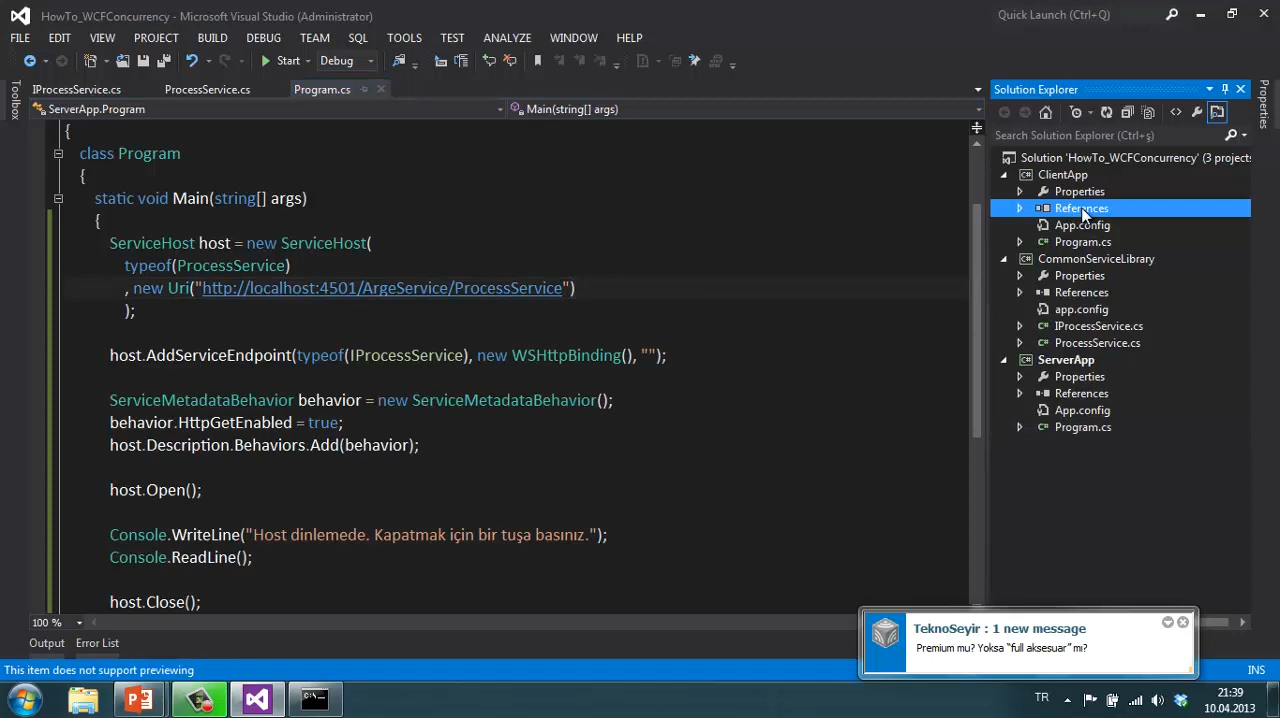 HowTo_WCFConcurrency - Microsoft Visual Studio (Administrator)
Quick Launch (Ctrl+Q)
FILE EDIT VIEW PROJECT BUILD DEBUG TEAM SQL TOOLS TEST ANALYZE WINDOW HELP
Start Debug
IProcessService.cs ProcessService.cs Program.cs
ServerApp.Program Main(string[] args)
{
class Program
{
static void Main(string[] args)
{
ServiceHost host = new ServiceHost(
typeof(ProcessService)
, new Uri("http://localhost:4501/ArgeService/ProcessService")
);
host.AddServiceEndpoint(typeof(IProcessService), new WSHttpBinding(), "");
ServiceMetadataBehavior behavior = new ServiceMetadataBehavior();
behavior.HttpGetEnabled = true;
host.Description.Behaviors.Add(behavior);
host.Open();
Console.WriteLine("Host dinlemede. Kapatmak için bir tuşa basınız.");
Console.ReadLine();
host.Close();
100 %
Output Error List
Toolbox
Solution Explorer
Search Solution Explorer (Ctrl+ş)
Solution 'HowTo_WCFConcurrency' (3 projects
ClientApp
Properties
References
App.config
Program.cs
CommonServiceLibrary
Properties
References
app.config
IProcessService.cs
ProcessService.cs
ServerApp
Properties
References
App.config
Program.cs
Properties
TeknoSeyir : 1 new message
Premium mu? Yoksa “full aksesuar” mı?
This item does not support previewing
INS
TR
21:39
10.04.2013